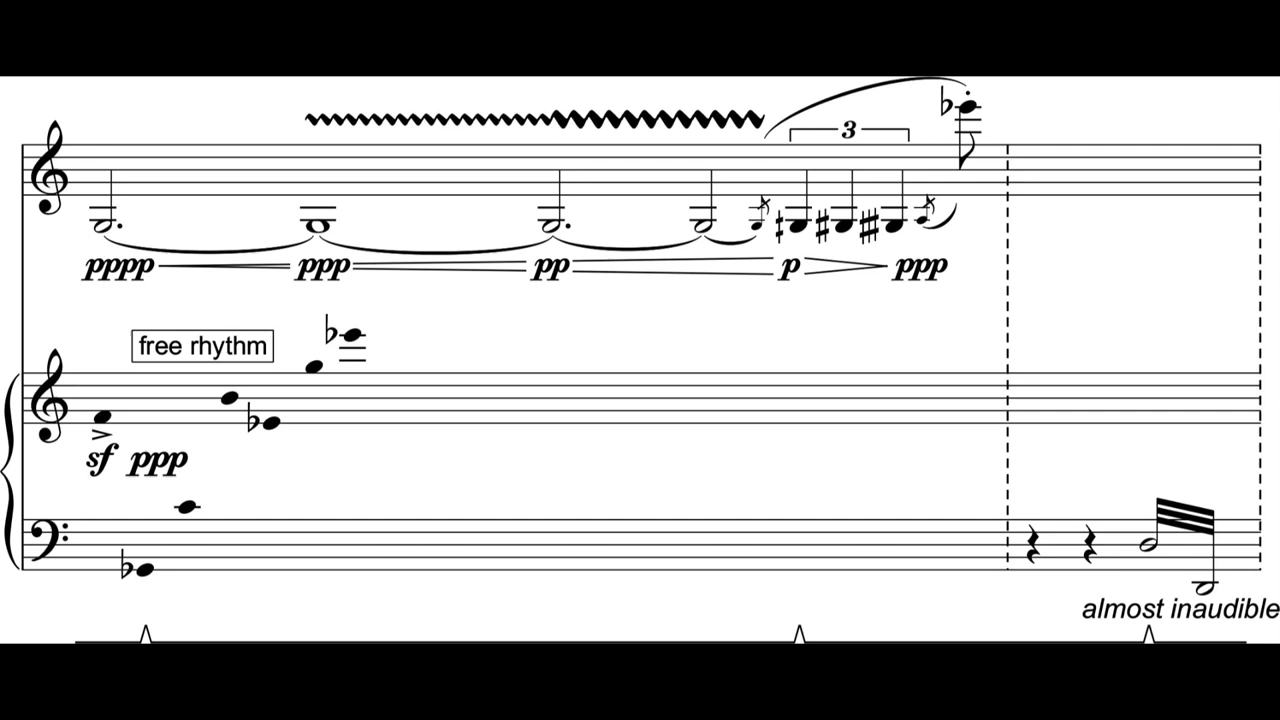 3
pppp ppp pp p ppp
free rhythm
sf ppp
almost inaudible